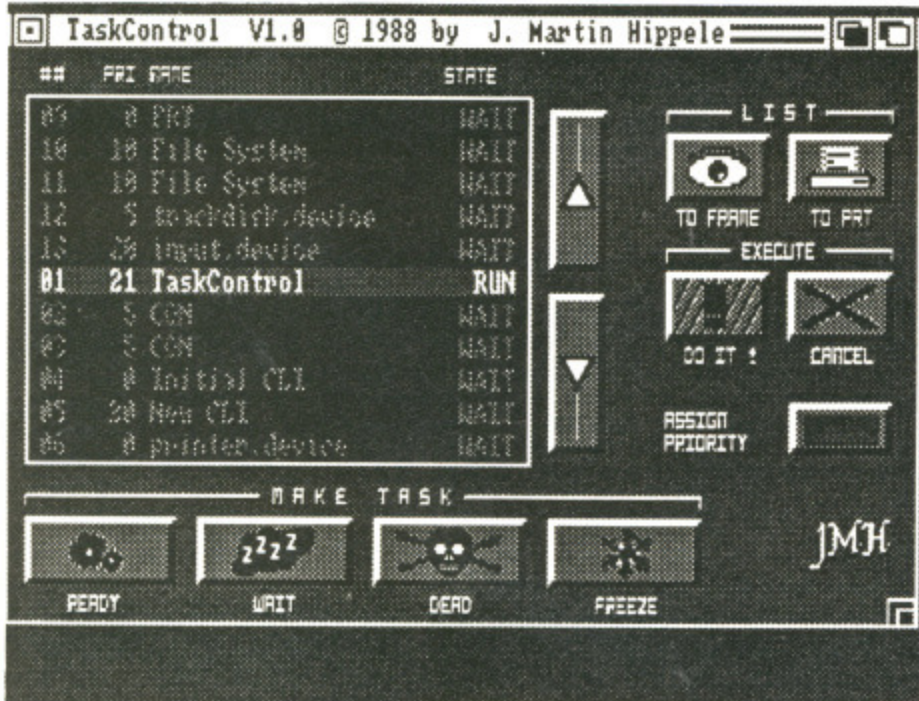 TaskControl V1.0 © 1988 by J. Martin Hippele
## PRI NAME STATE
09 0 PRT WAIT
10 10 File System WAIT
11 10 File System WAIT
12 5 trackdisk.device WAIT
13 20 input.device WAIT
01 21 TaskControl RUN
02 5 CON WAIT
03 5 CON WAIT
04 0 Initial CLI WAIT
05 New CLI WAIT
06 0 printer.device WAIT
LIST
TO FRAME TO PRT
EXECUTE
DO IT ! CANCEL
ASSIGN
PRIORITY
MAKE TASK
zzzz
READY WAIT DEAD FREEZE
JMH